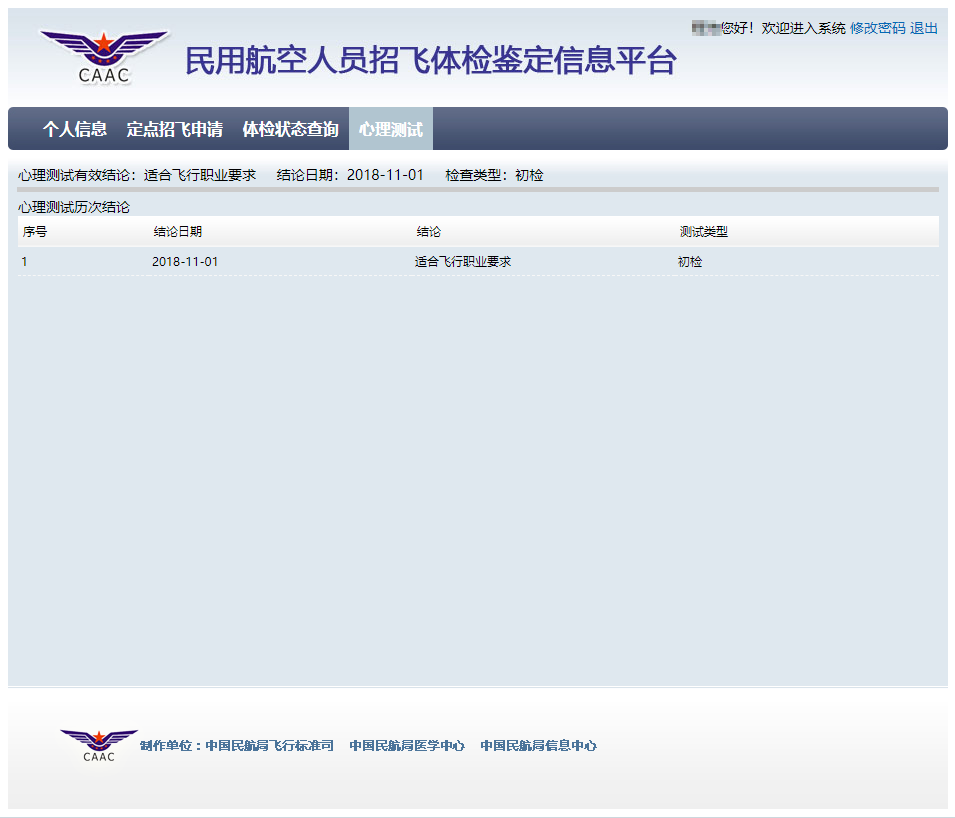 您好！欢迎进入系统 修改密码 退出
CAAC
民用航空人员招飞体检鉴定信息平台
个人信息 定点招飞申请 体检状态查询 心理测试
心理测试有效结论：适合飞行职业要求 结论日期：2018-11-01 检查类型：初检
心理测试历次结论
序号 结论日期 结论 测试类型
1 2018-11-01 适合飞行职业要求 初检
CAAC
制作单位：中国民航局飞行标准司 中国民航局医学中心 中国民航局信息中心